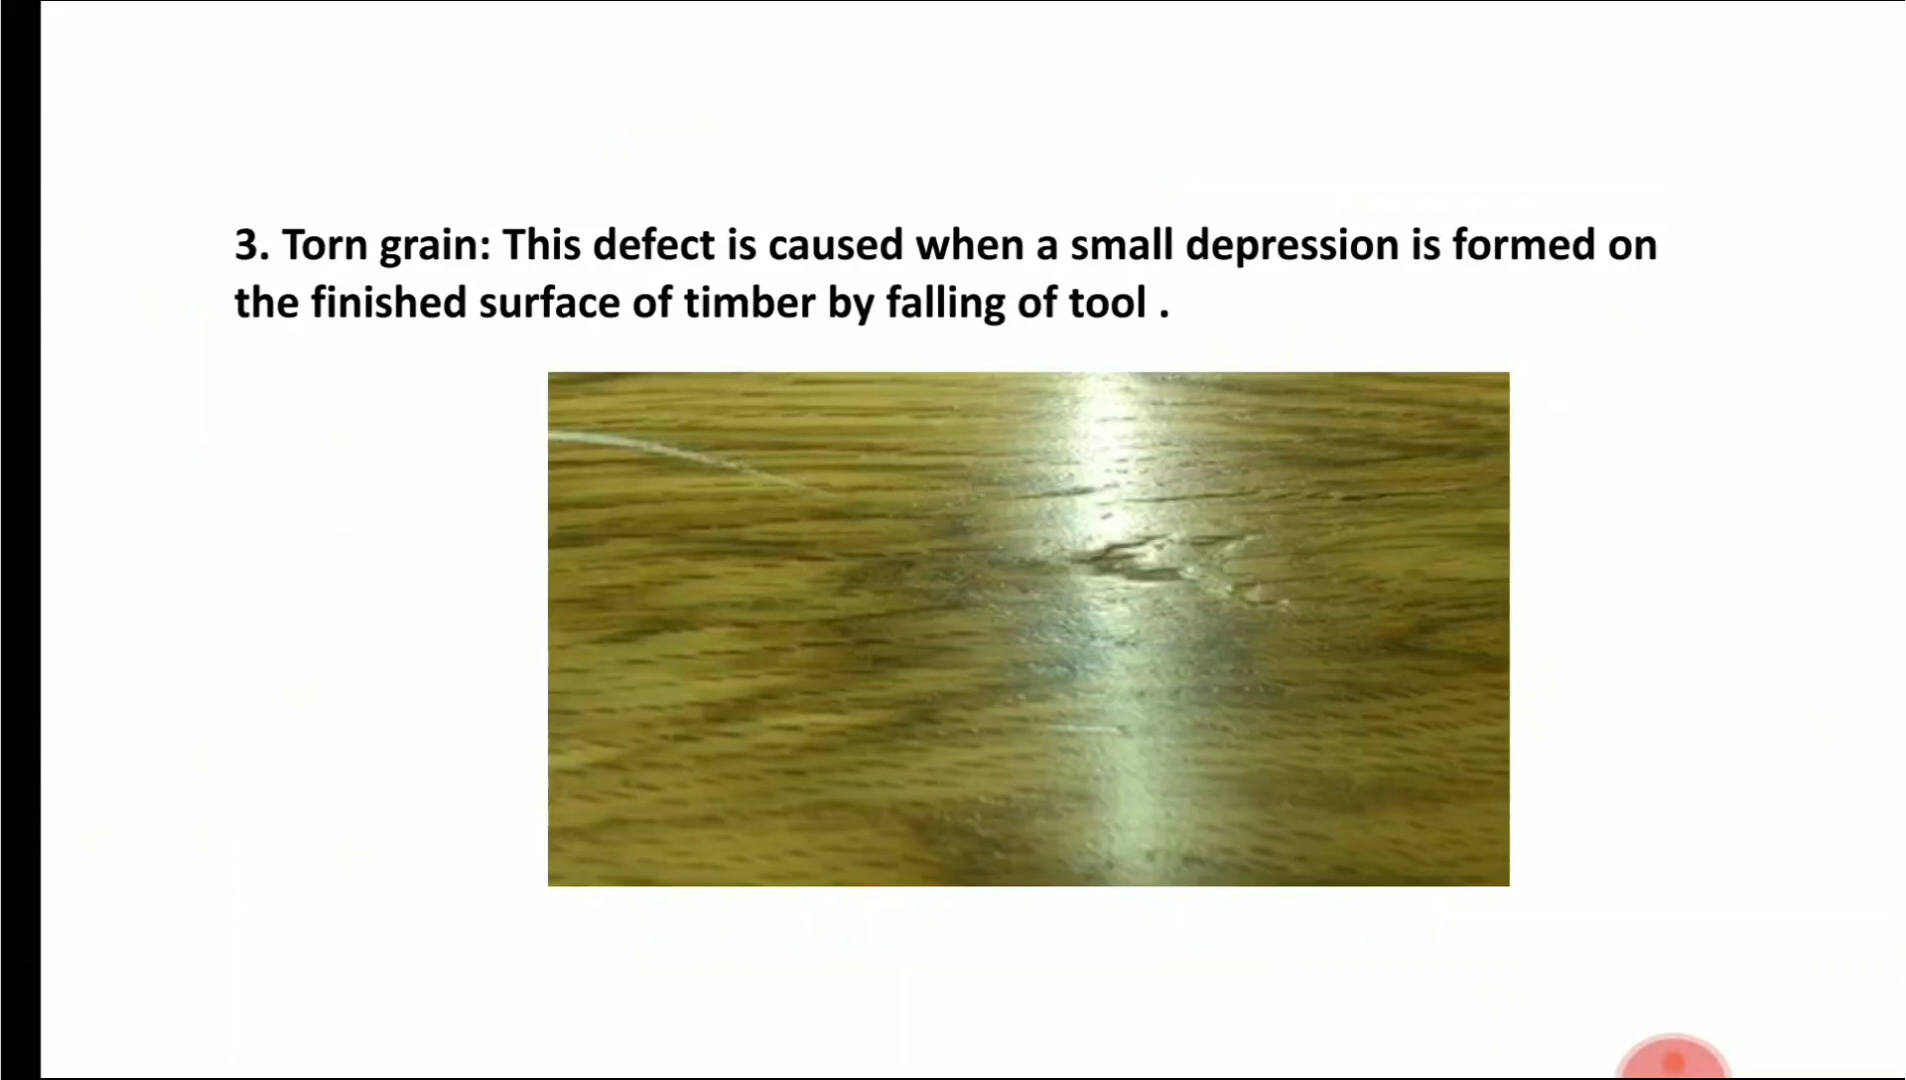 3. Torn grain: This defect is caused when a small depression is formed on
the finished surface of timber by falling of tool .